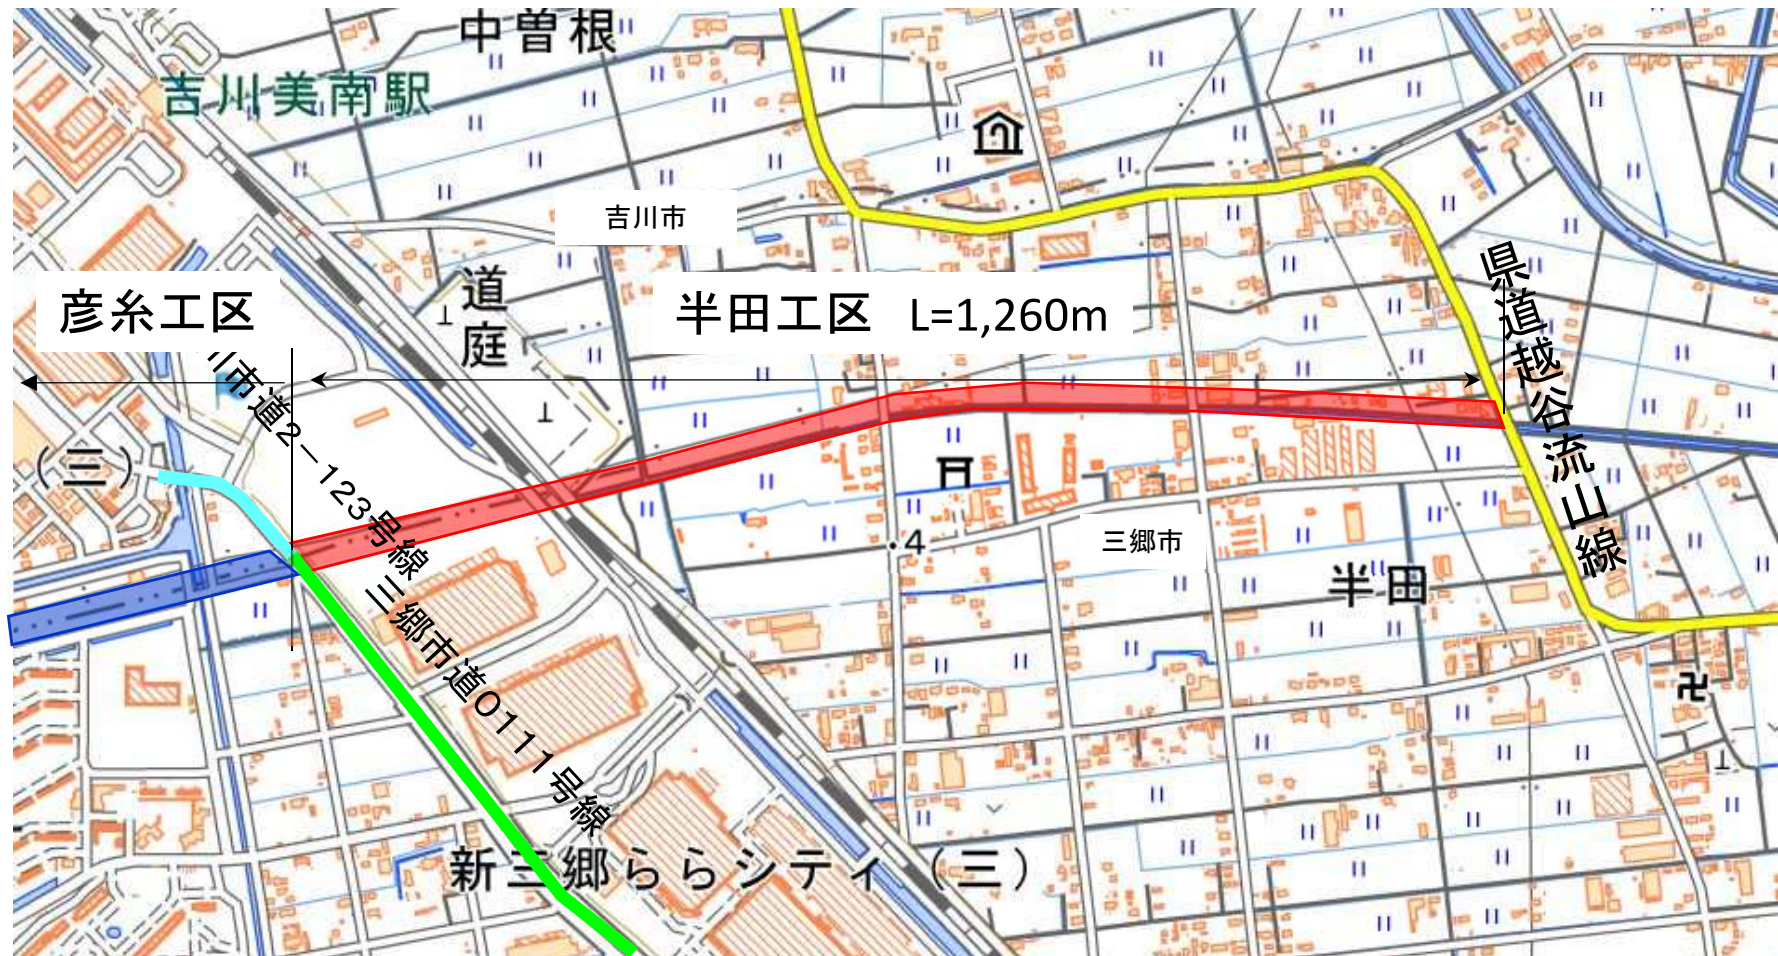 中曽根
吉川美南駅
吉川市
道庭
彦糸工区
半田工区 L=1,260m
県道越谷流山線
川市道2－123号線
（三）
三郷市道0111号線
・4
三郷市
半田
新三郷ららシティ（三）